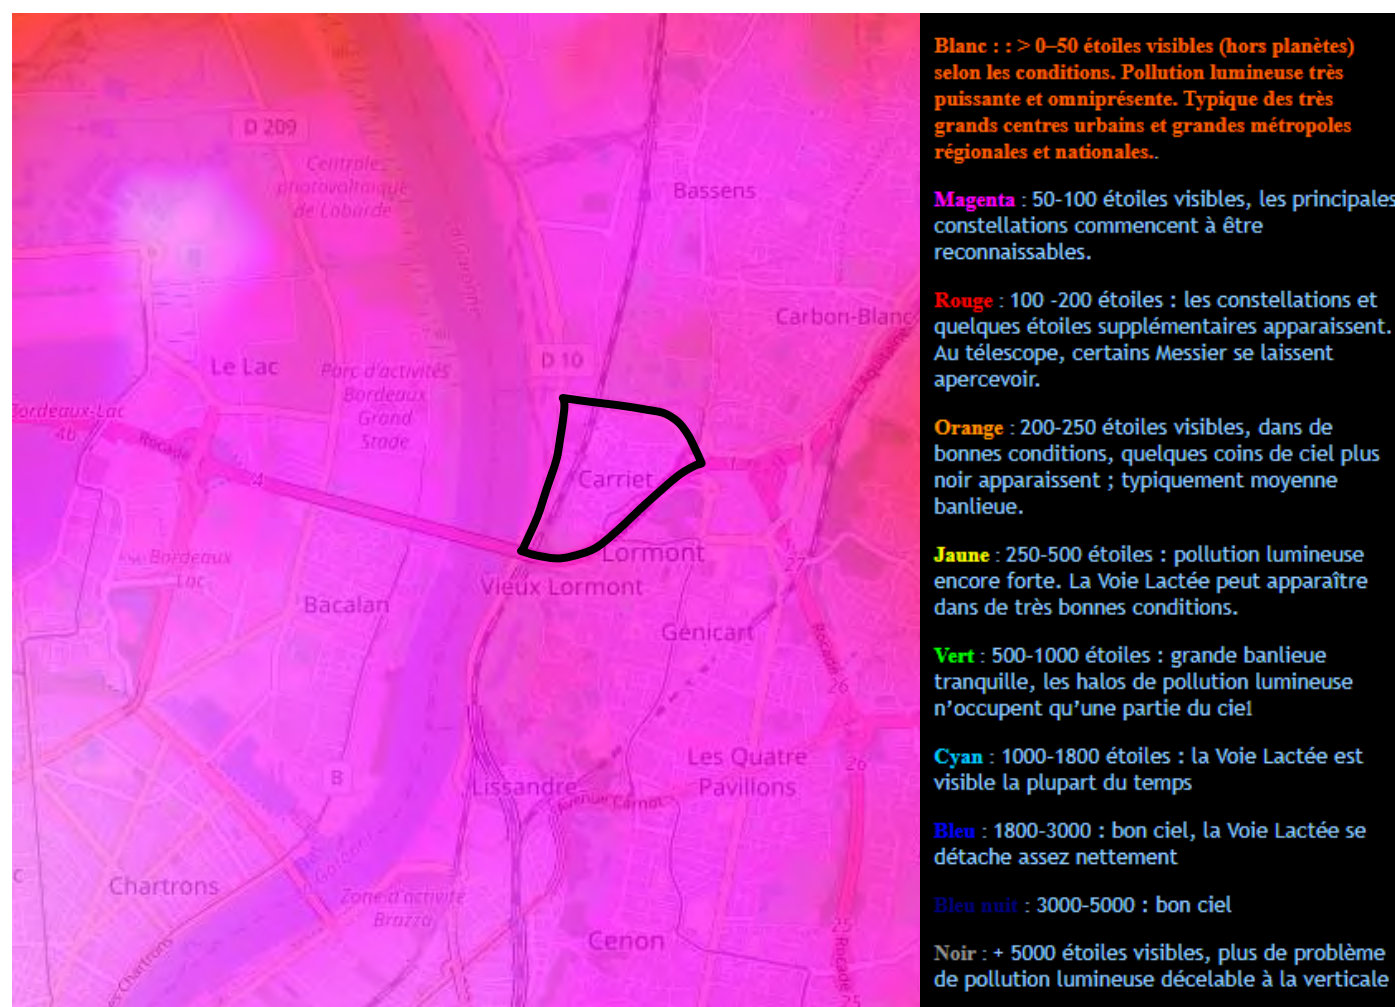 D 209
Centrale
photovoltaïque
de Labarde
Bassens
Carbon-Blanc
D 10
Le Lac
Parc d'activités
Bordeaux
Grand
Stade
Bordeaux-Lac
4b
Rocade
4
L'Aquitaine
Carriet
Lormont
27
Bordeaux
Lac
Vieux Lormont
Bacalan
Génicart
Rocade
26
Les Quatre
Pavillons
26
B
Lissandre
Avenue Carnot
Chartrons
Zone d'activité
Brazza
Cenon
25
Rocade
25
Blanc : : > 0–50 étoiles visibles (hors planètes)
selon les conditions. Pollution lumineuse très
puissante et omniprésente. Typique des très
grands centres urbains et grandes métropoles
régionales et nationales..
Magenta : 50-100 étoiles visibles, les principales
constellations commencent à être
reconnaissables.
Rouge : 100 -200 étoiles : les constellations et
quelques étoiles supplémentaires apparaissent.
Au télescope, certains Messier se laissent
apercevoir.
Orange : 200-250 étoiles visibles, dans de
bonnes conditions, quelques coins de ciel plus
noir apparaissent ; typiquement moyenne
banlieue.
Jaune : 250-500 étoiles : pollution lumineuse
encore forte. La Voie Lactée peut apparaître
dans de très bonnes conditions.
Vert : 500-1000 étoiles : grande banlieue
tranquille, les halos de pollution lumineuse
n'occupent qu'une partie du ciel
Cyan : 1000-1800 étoiles : la Voie Lactée est
visible la plupart du temps
Bleu : 1800-3000 : bon ciel, la Voie Lactée se
détache assez nettement
Bleu nuit : 3000-5000 : bon ciel
Noir : + 5000 étoiles visibles, plus de problème
de pollution lumineuse décelable à la verticale